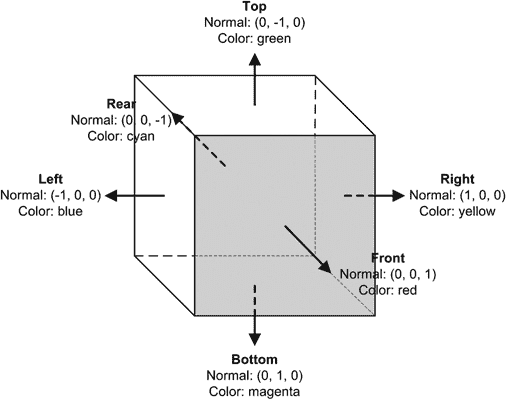 Top
Normal: (0, -1, 0)
Color: green
Rear
Normal: (0, 0, -1)
Color: cyan
Left
Normal: (-1, 0, 0)
Color: blue
Right
Normal: (1, 0, 0)
Color: yellow
Front
Normal: (0, 0, 1)
Color: red
Bottom
Normal: (0, 1, 0)
Color: magenta